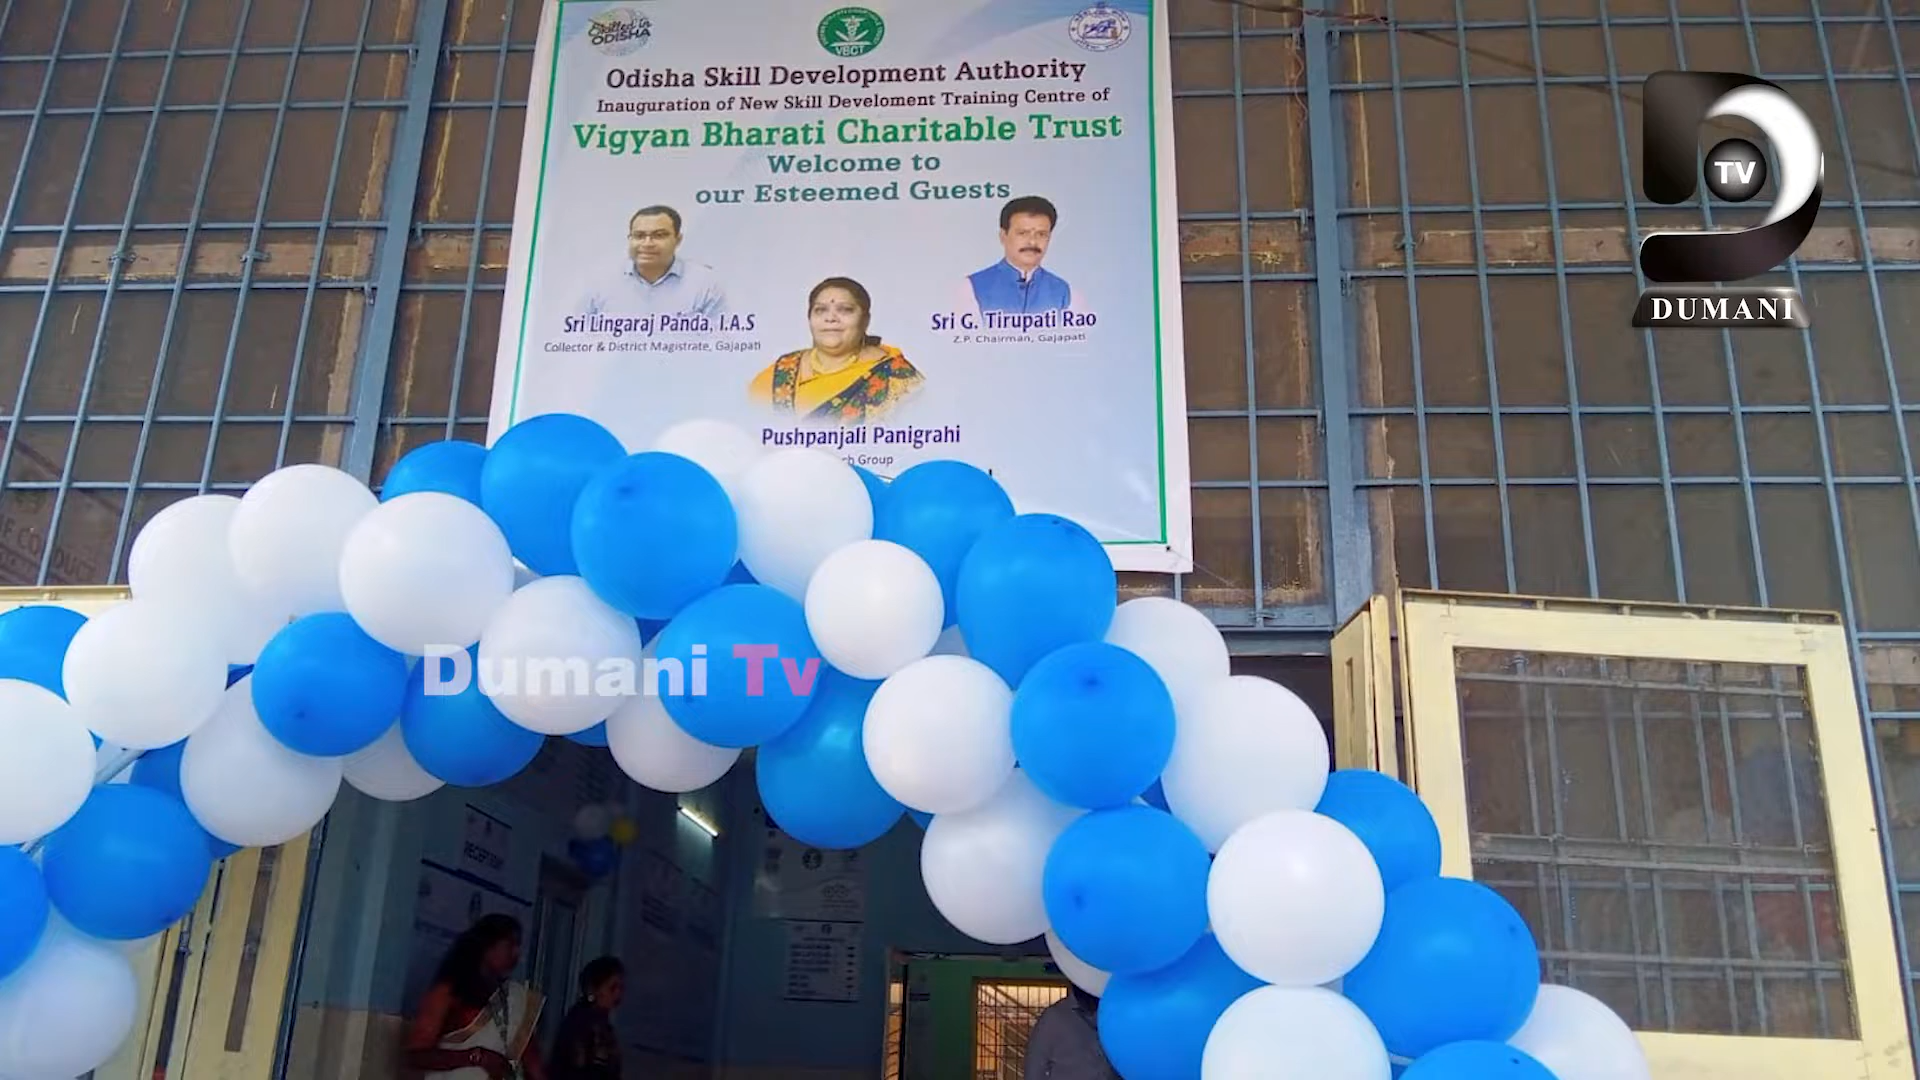 Skilled in
ODISHA
VBCT
Odisha Skill Development Authority
Inauguration of New Skill Develoment Training Centre of
Vigyan Bharati Charitable Trust
Welcome to
our Esteemed Guests
Sri Lingaraj Panda, I.A.S
Collector & District Magistrate, Gajapati
Sri G. Tirupati Rao
Z.P. Chairman, Gajapati
Pushpanjali Panigrahi
Group
TV
DUMANI
Dumani Tv
RECEPTION